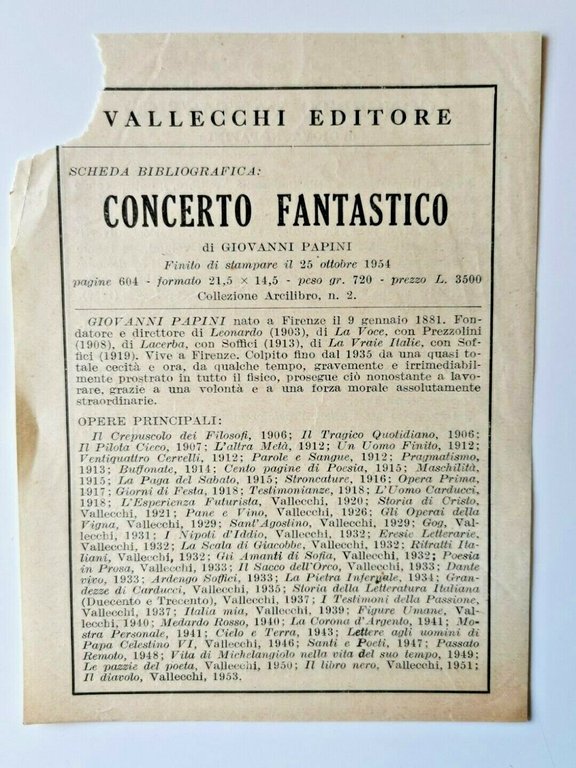 VALLECCHI EDITORE
SCHEDA BIBLIOGRAFICA:
CONCERTO FANTASTICO
di GIOVANNI PAPINI
Finito di stampare il 25 ottobre 1954
pagine 604 - formato 21,5 × 14,5 - peso gr. 720 - prezzo L. 3500
Collezione Arcilibro, n. 2.
GIOVANNI PAPINI nato a Firenze il 9 gennaio 1881. Fon-
datore e direttore di Leonardo (1903), di La Voce, con Prezzolini
(1908), di Lacerba, con Soffici (1913), di La Vraie Italie, con Sof-
fici (1919). Vive a Firenze. Colpito fino dal 1935 da una quasi to-
tale cecità e ora, da qualche tempo, gravemente e irrimediabil-
mente prostrato in tutto il fisico, prosegue ciò nonostante a lavo-
rare, grazie a una volontà e a una forza morale assolutamente
straordinarie.
OPERE PRINCIPALI:
Il Crepuscolo dei Filosofi, 1906; Il Tragico Quotidiano, 1906;
Il Pilota Cieco, 1907; L'altra Metà, 1912; Un Uomo Finito, 1912;
Ventiquattro Cervelli, 1912; Parole e Sangue, 1912; Pragmatismo,
1913; Buffonate, 1914; Cento pagine di Poesia, 1915; Maschilità,
1915; La Paga del Sabato, 1915; Stroncature, 1916; Opera Prima,
1917; Giorni di Festa, 1918; Testimonianze, 1918; L'Uomo Carducci,
1918; L'Esperienza Futurista, Vallecchi, 1920; Storia di Cristo,
Vallecchi, 1921; Pane e Vino, Vallecchi, 1926; Gli Operai della
Vigna, Vallecchi, 1929; Sant'Agostino, Vallecchi, 1929; Gog, Val-
lecchi, 1931; I Nipoti d'Iddio, Vallecchi, 1932; Eresie Letterarie,
Vallecchi, 1932; La Scala di Giacobbe, Vallecchi, 1932; Ritratti Ita-
liani, Vallecchi, 1932; Gli Amanti di Sofia, Vallecchi, 1932; Poesia
in Prosa, Vallecchi, 1933; Il Sacco dell'Orco, Vallecchi, 1933; Dante
vivo, 1933; Ardengo Soffici, 1933; La Pietra Infernale, 1934; Gran-
dezze di Carducci, Vallecchi, 1935; Storia della Letteratura Italiana
(Duecento e Trecento), Vallecchi, 1937; I Testimoni della Passione,
Vallecchi, 1937; Italia mia, Vallecchi, 1939; Figure Umane, Val-
lecchi, 1940; Medardo Rosso, 1940; La Corona d'Argento, 1941; Mo-
stra Personale, 1941; Cielo e Terra, 1943; Lettere agli uomini di
Papa Celestino VI, Vallecchi, 1946; Santi e Poeti, 1947; Passato
Remoto, 1948; Vita di Michelangiolo nella vita del suo tempo, 1949;
Le pazzie del poeta, Vallecchi, 1950; Il libro nero, Vallecchi, 1951;
Il diavolo, Vallecchi, 1953.